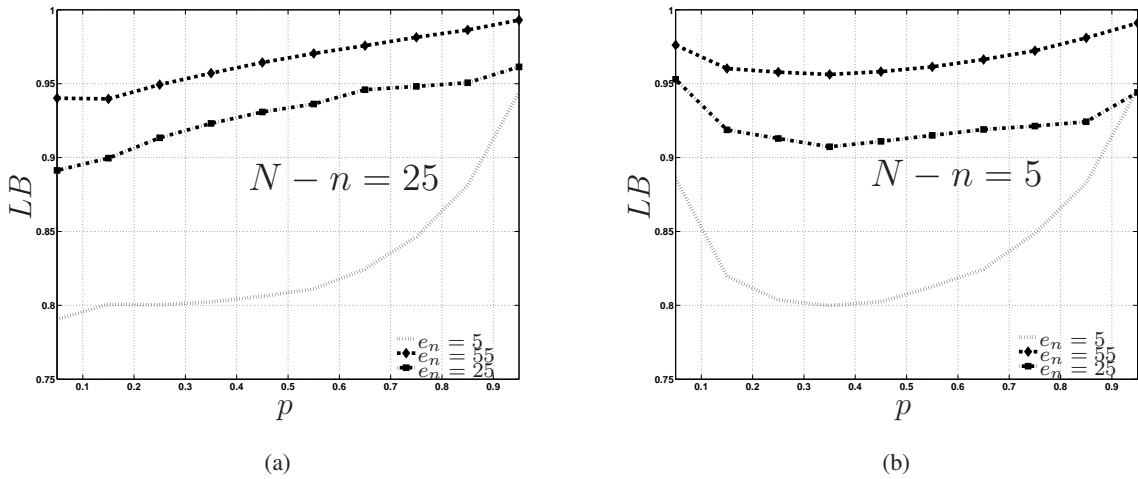 1
0.95
0.9
0.85
0.8
0.75
LB
N − n = 25
e_n = 5
e_n = 55
e_n = 25
0.1 0.2 0.3 0.4 0.5 0.6 0.7 0.8 0.9
p
(a)
1
0.95
0.9
0.85
0.8
0.75
LB
N − n = 5
e_n = 5
e_n = 55
e_n = 25
0.1 0.2 0.3 0.4 0.5 0.6 0.7 0.8 0.9
p
(b)